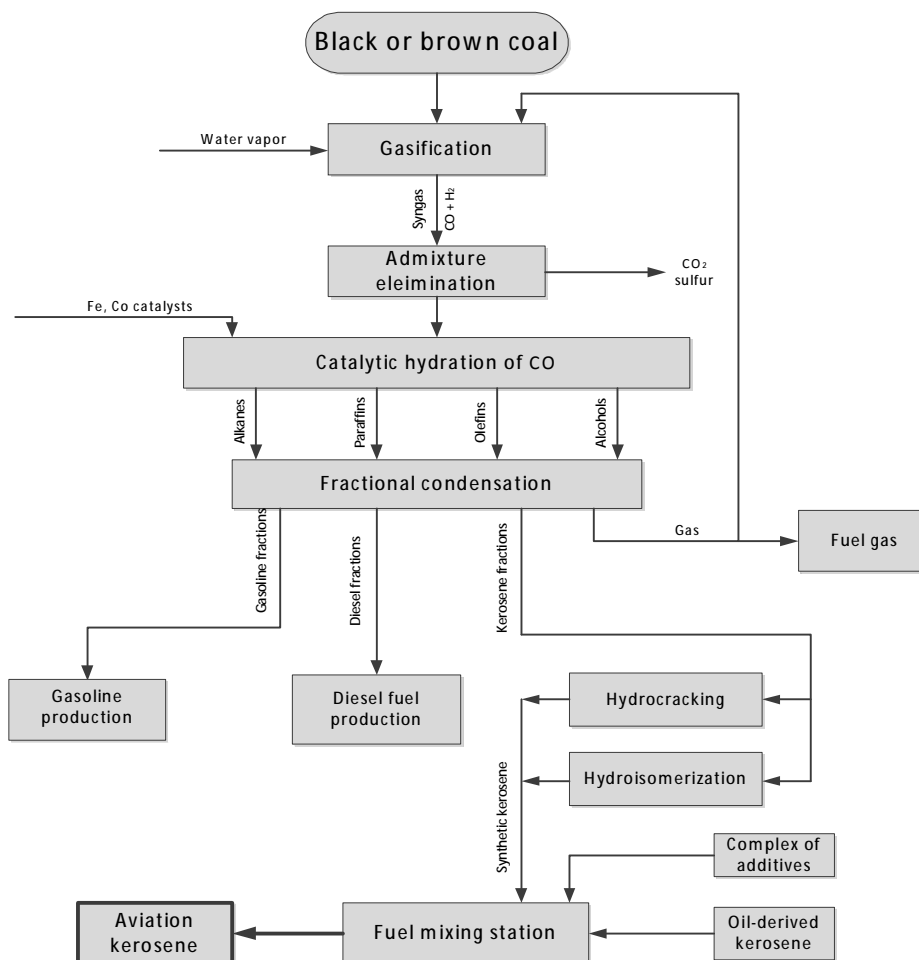 Black or brown coal
Water vapor
Gasification
Syngas
CO + H₂
Admixture
eleimination
CO₂
sulfur
Fe, Co catalysts
Catalytic hydration of CO
Alkanes
Paraffins
Olefins
Alcohols
Fractional condensation
Gasoline fractions
Diesel fractions
Kerosene fractions
Gas
Fuel gas
Gasoline
production
Diesel fuel
production
Hydrocracking
Hydroisomerization
Synthetic kerosene
Complex of
additives
Aviation
kerosene
Fuel mixing station
Oil-derived
kerosene